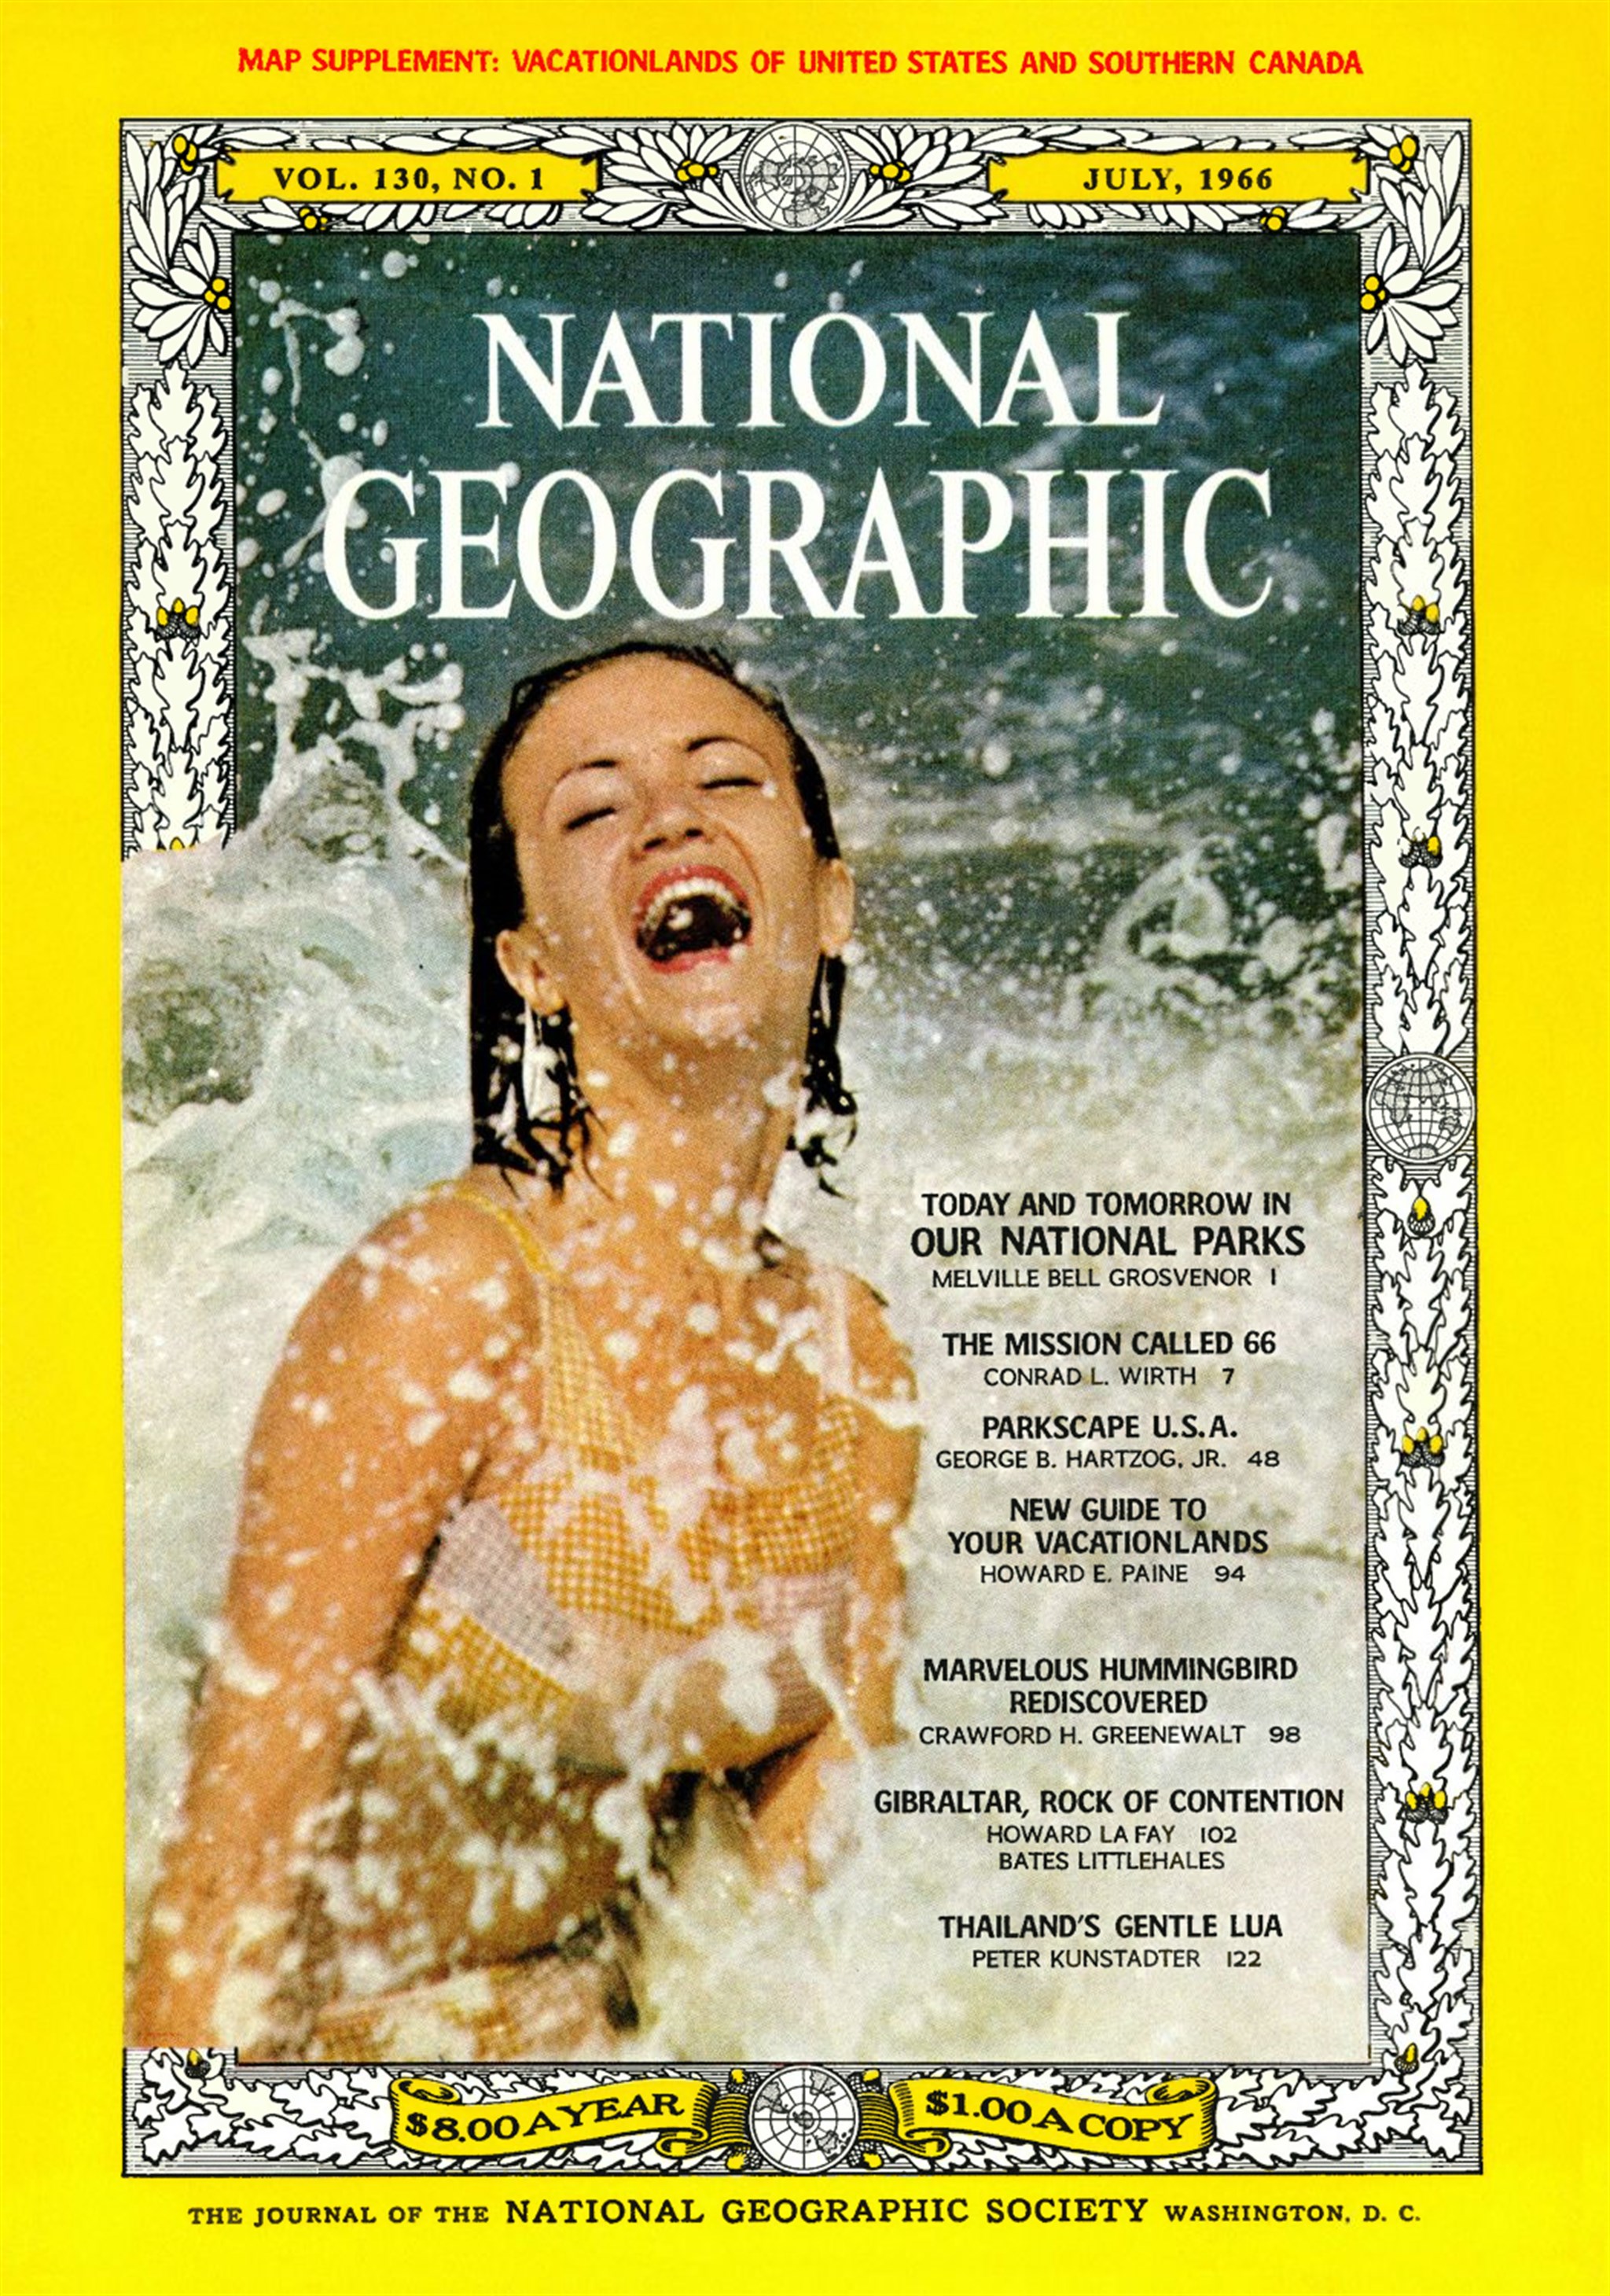 MAP SUPPLEMENT: VACATIONLANDS OF UNITED STATES AND SOUTHERN CANADA
VOL. 130, NO. 1
JULY, 1966
NATIONAL
GEOGRAPHIC
TODAY AND TOMORROW IN
OUR NATIONAL PARKS
MELVILLE BELL GROSVENOR 1
THE MISSION CALLED 66
CONRAD L. WIRTH 7
PARKSCAPE U.S.A.
GEORGE B. HARTZOG, JR. 48
NEW GUIDE TO
YOUR VACATIONLANDS
HOWARD E. PAINE 94
MARVELOUS HUMMINGBIRD
REDISCOVERED
CRAWFORD H. GREENEWALT 98
GIBRALTAR, ROCK OF CONTENTION
HOWARD LA FAY 102
BATES LITTLEHALES
THAILAND'S GENTLE LUA
PETER KUNSTADTER 122
$8.00 A YEAR
$1.00 A COPY
THE JOURNAL OF THE NATIONAL GEOGRAPHIC SOCIETY WASHINGTON, D. C.